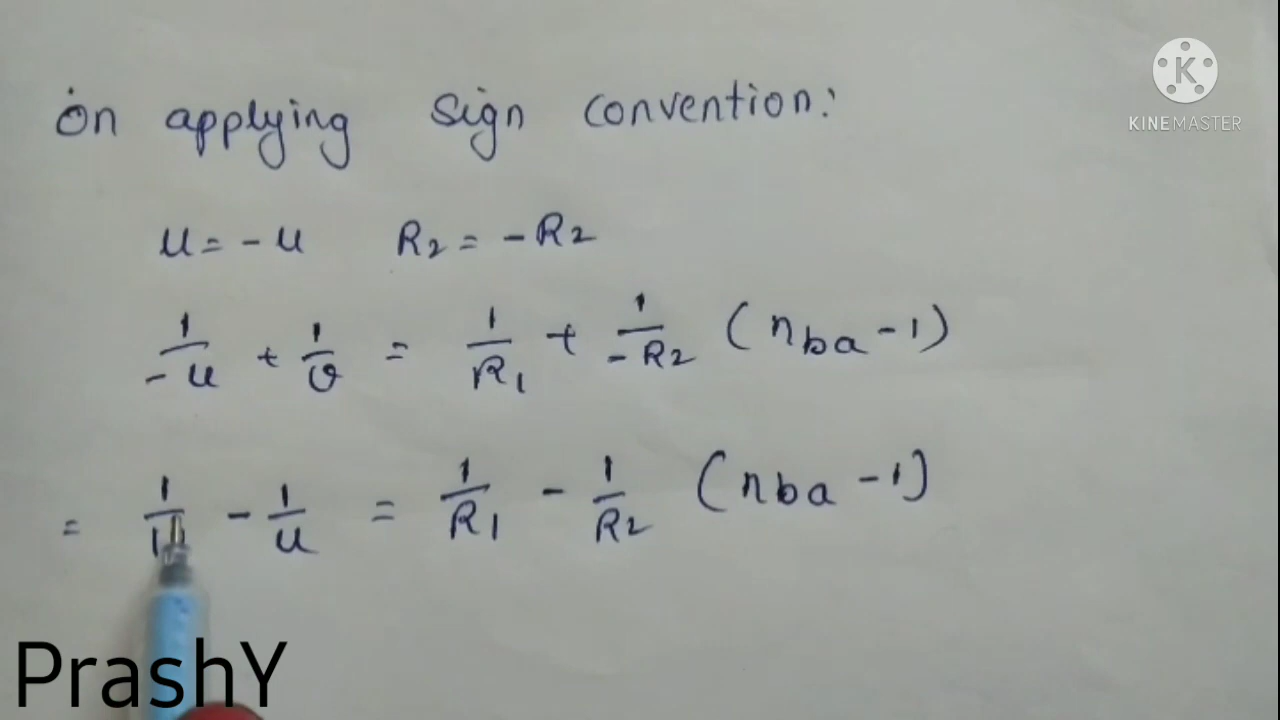 On applying sign convention:
K
KINEMASTER
u = - u R₂ = - R₂
1/-u + 1/v = 1/R₁ + 1/-R₂ (nba - 1)
= 1/ - 1/u = 1/R₁ - 1/R₂ (nba - 1)
PrashY